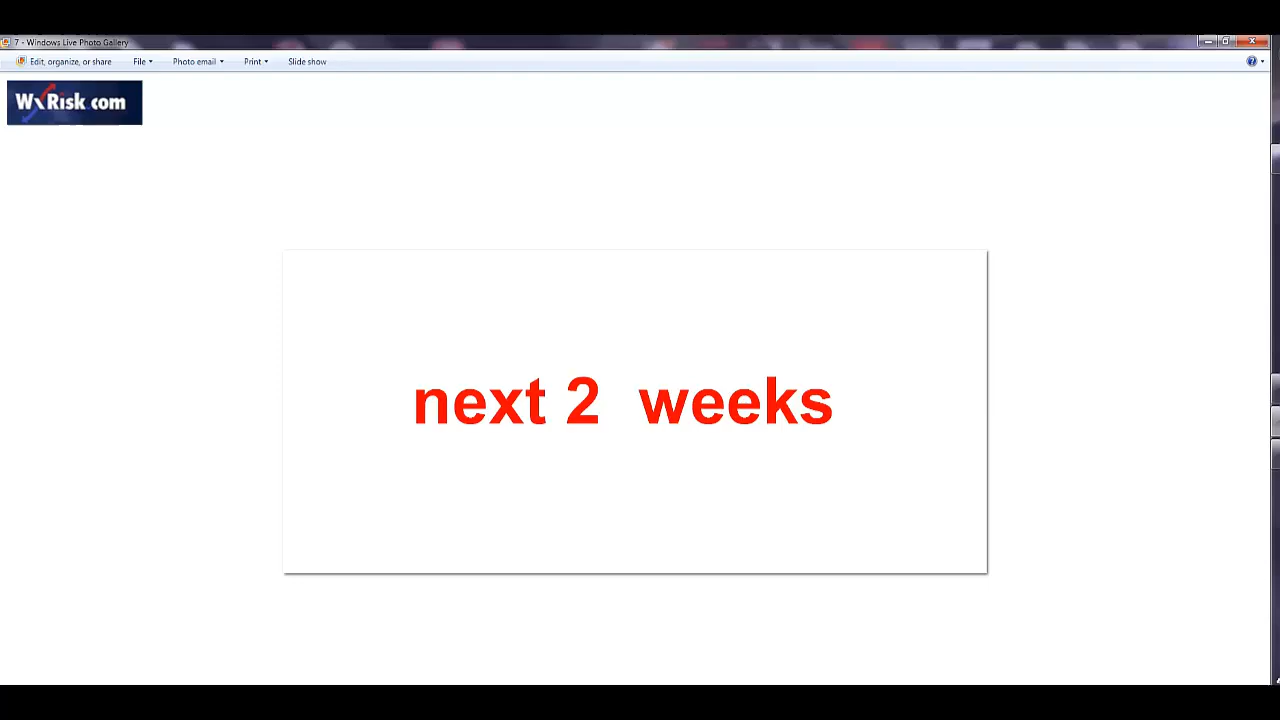 7 - Windows Live Photo Gallery
Edit, organize, or share File Photo email Print Slide show
WxRisk.com
next 2 weeks